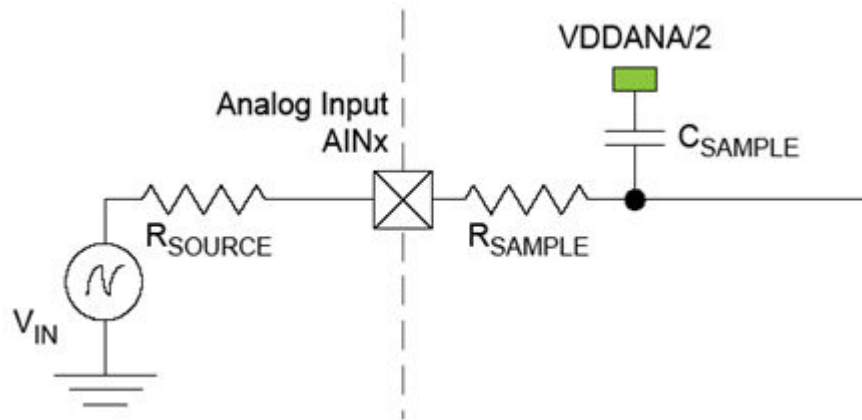 VDDANA/2
Analog Input
AINx
CSAMPLE
RSOURCE
RSAMPLE
VIN